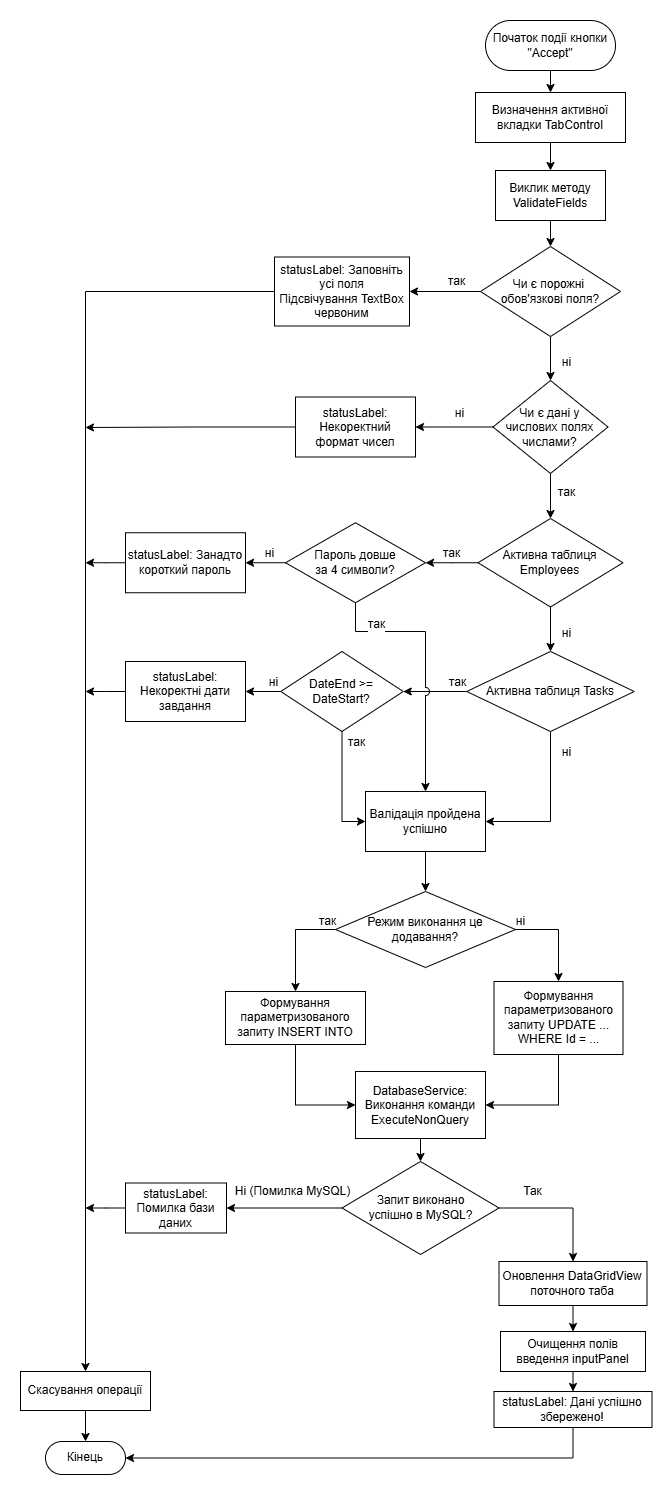 Початок події кнопки
"Accept"
Визначення активної
вкладки TabControl
Виклик методу
ValidateFields
Чи є порожні
обов'язкові поля?
так
statusLabel: Заповніть
усі поля
Підсвічування TextBox
червоним
ні
Чи є дані у
числових полях
числами?
ні
statusLabel:
Некоректний
формат чисел
так
Активна таблиця
Employees
так
Пароль довше
за 4 символи?
ні
statusLabel: Занадто
короткий пароль
так
ні
Активна таблиця Tasks
так
DateEnd >=
DateStart?
ні
statusLabel:
Некоректні дати
завдання
так
ні
Валідація пройдена
успішно
Режим виконання це
додавання?
так
ні
Формування
параметризованого
запиту INSERT INTO
Формування
параметризованого
запиту UPDATE ...
WHERE Id = ...
DatabaseService:
Виконання команди
ExecuteNonQuery
Запит виконано
успішно в MySQL?
Ні (Помилка MySQL)
Так
statusLabel:
Помилка бази
даних
Оновлення DataGridView
поточного таба
Очищення полів
введення inputPanel
statusLabel: Дані успішно
збережено!
Скасування операції
Кінець